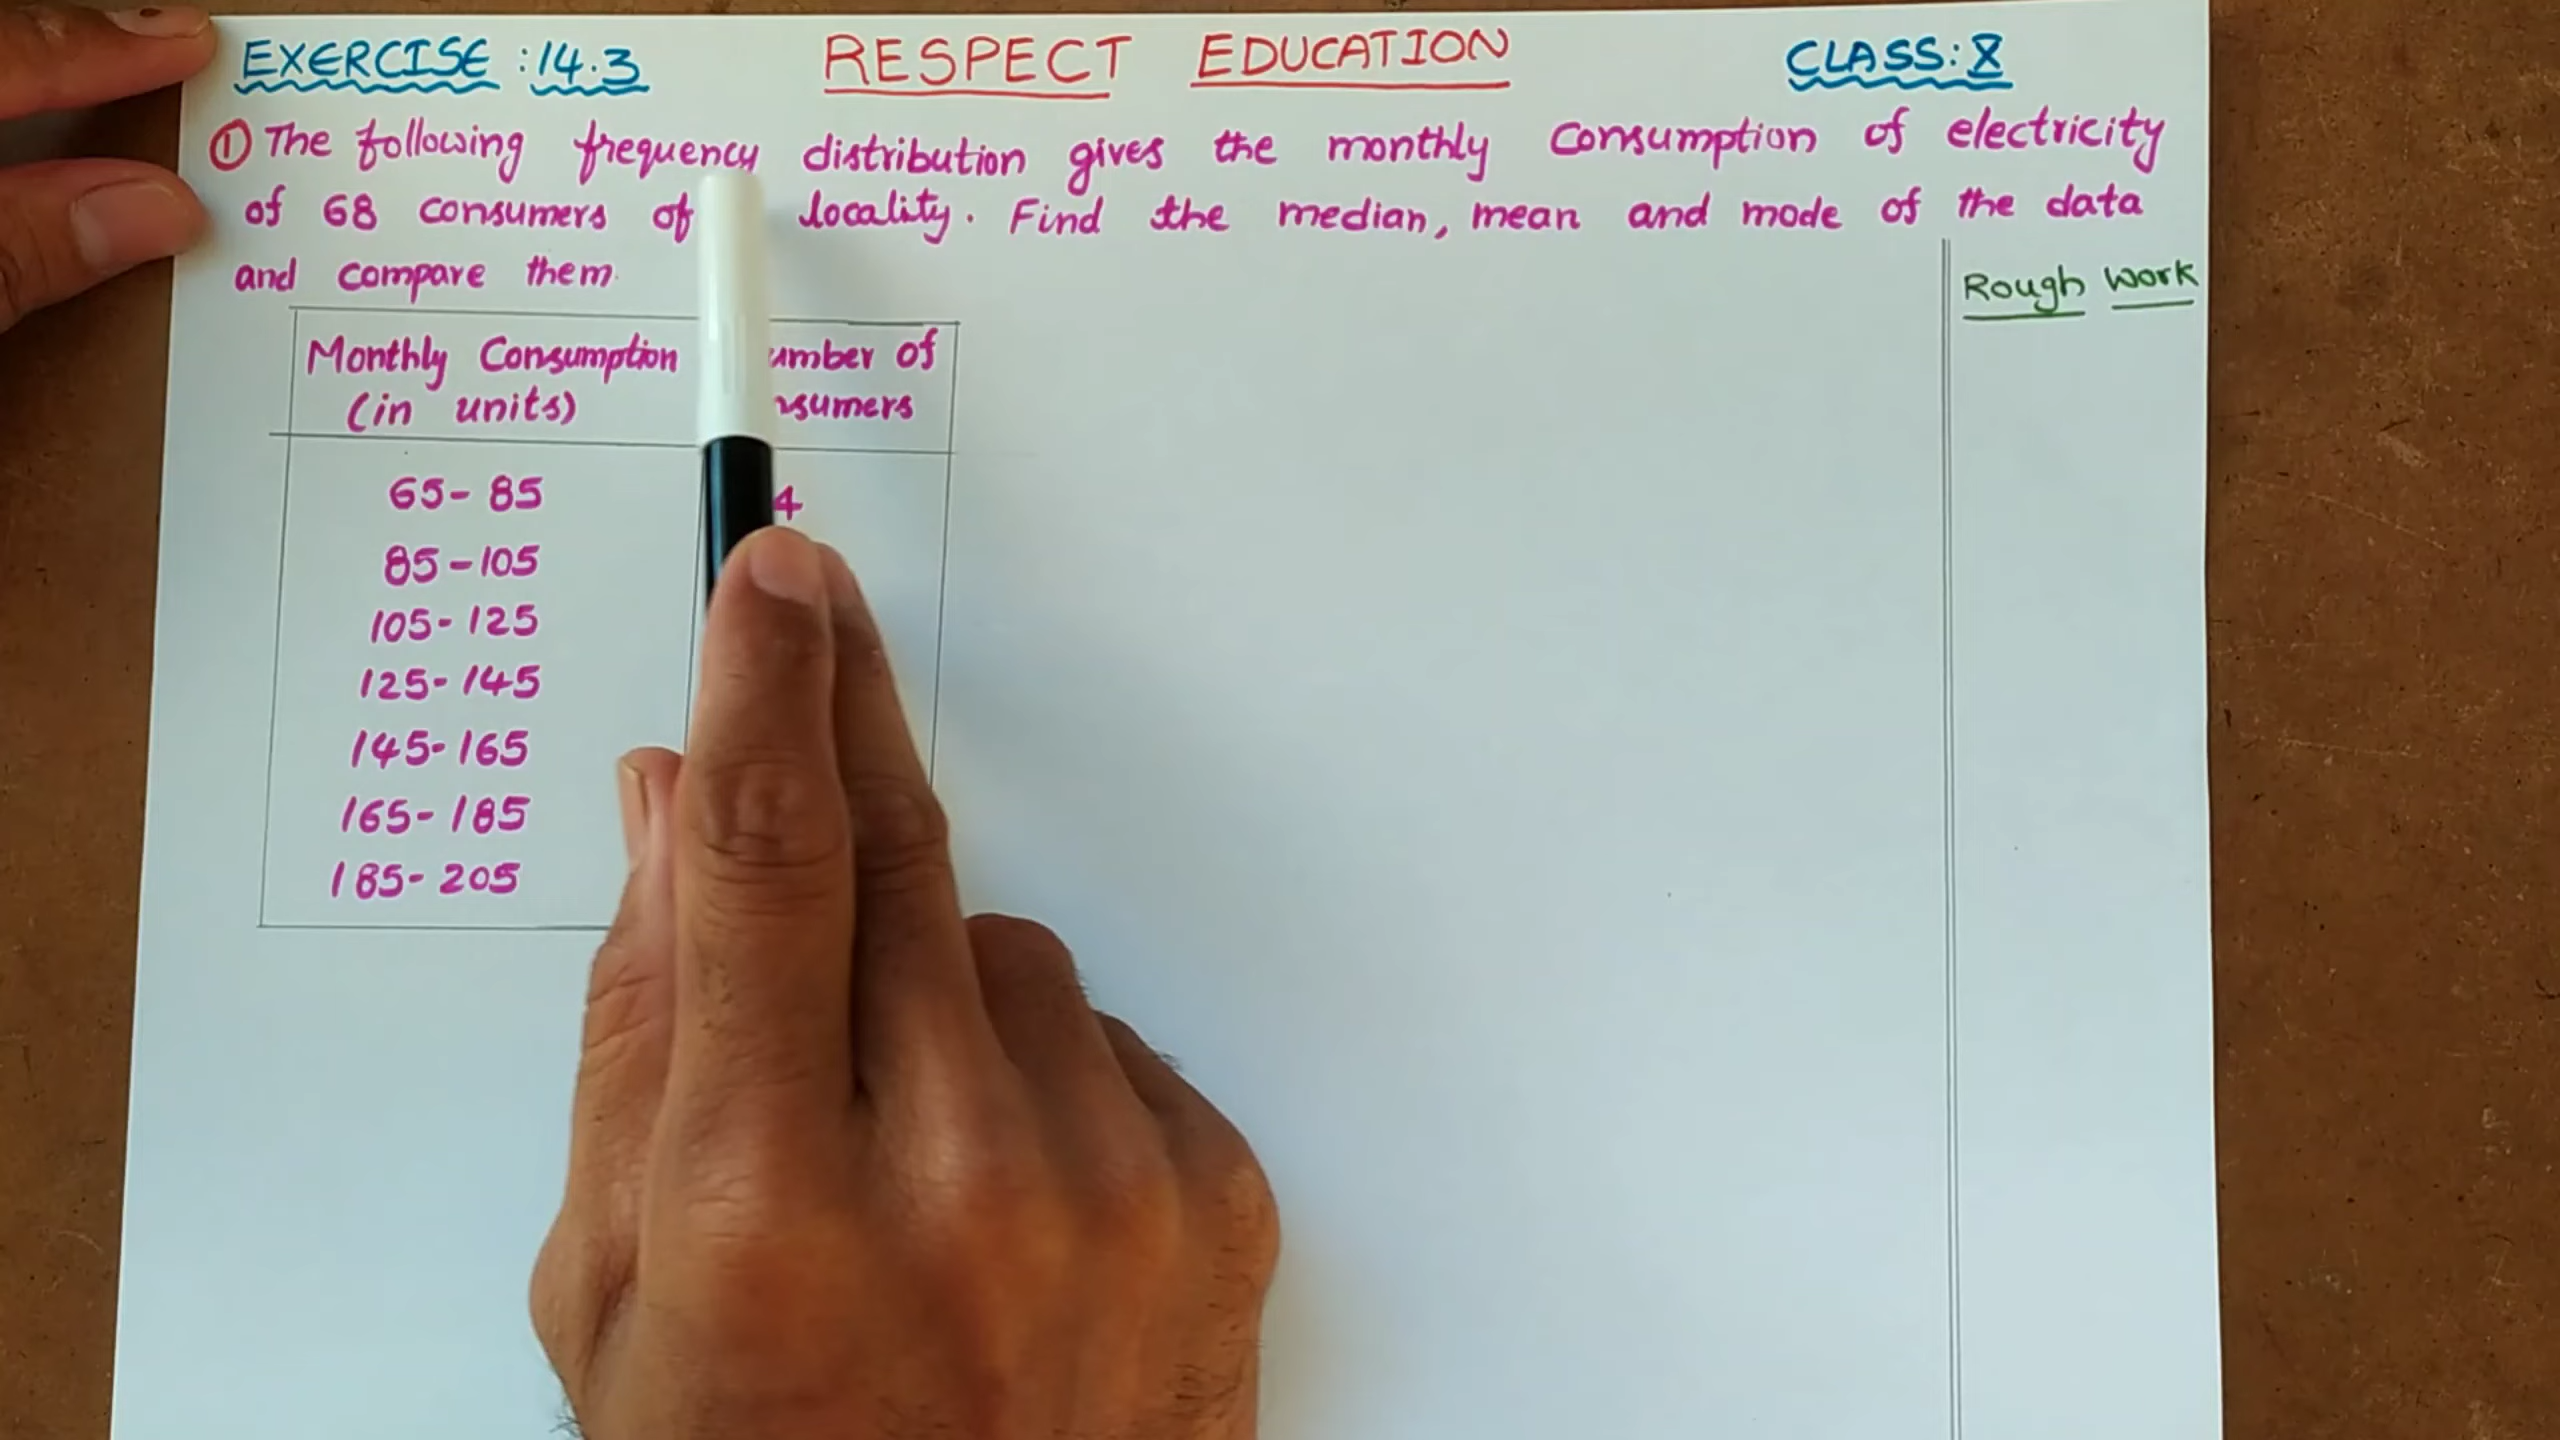 EXERCISE :14.3 RESPECT EDUCATION CLASS: X
① The following frequency distribution gives the monthly consumption of electricity
of 68 consumers of locality. Find the median, mean and mode of the data
and compare them.
Rough Work
Monthly Consumption umber of
(in units) nsumers
65- 85 4
85-105
105- 125
125- 145
145- 165
165- 185
185- 205